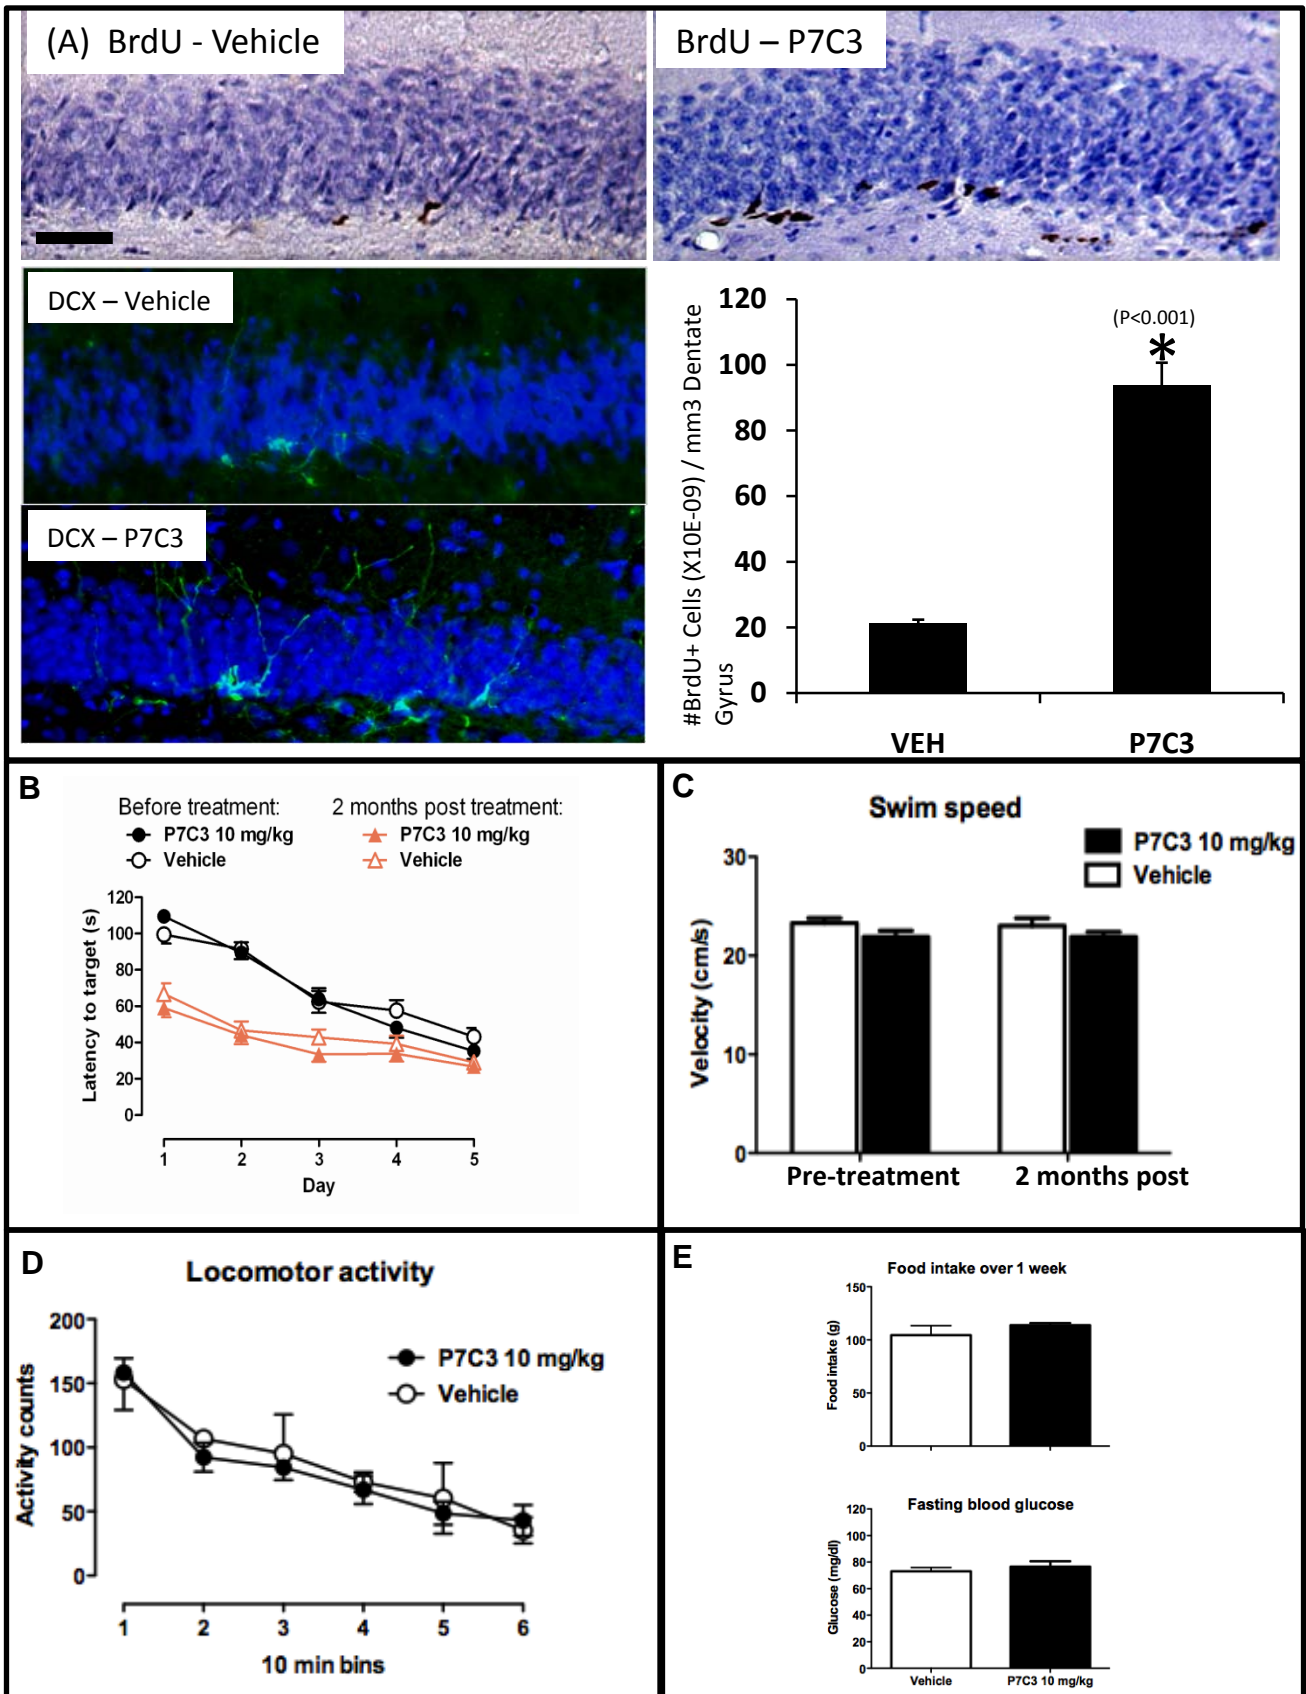 (A) BrdU - Vehicle
BrdU – P7C3
DCX – Vehicle
DCX – P7C3
#BrdU+ Cells (X10E-09) / mm3 Dentate
Gyrus
120
100
80
60
40
20
0
(P<0.001)
*
VEH
P7C3
B
Before treatment:
P7C3 10 mg/kg
Vehicle
2 months post treatment:
P7C3 10 mg/kg
Vehicle
Latency to target (s)
120
100
80
60
40
20
0
1 2 3 4 5
Day
C
Swim speed
P7C3 10 mg/kg
Vehicle
Velocity (cm/s)
30
20
10
0
Pre-treatment
2 months post
D
Locomotor activity
P7C3 10 mg/kg
Vehicle
Activity counts
200
150
100
50
0
1 2 3 4 5 6
10 min bins
E
Food intake over 1 week
Food intake (g)
150
100
50
0
Fasting blood glucose
Glucose (mg/dl)
120
100
80
60
40
20
0
Vehicle
P7C3 10 mg/kg